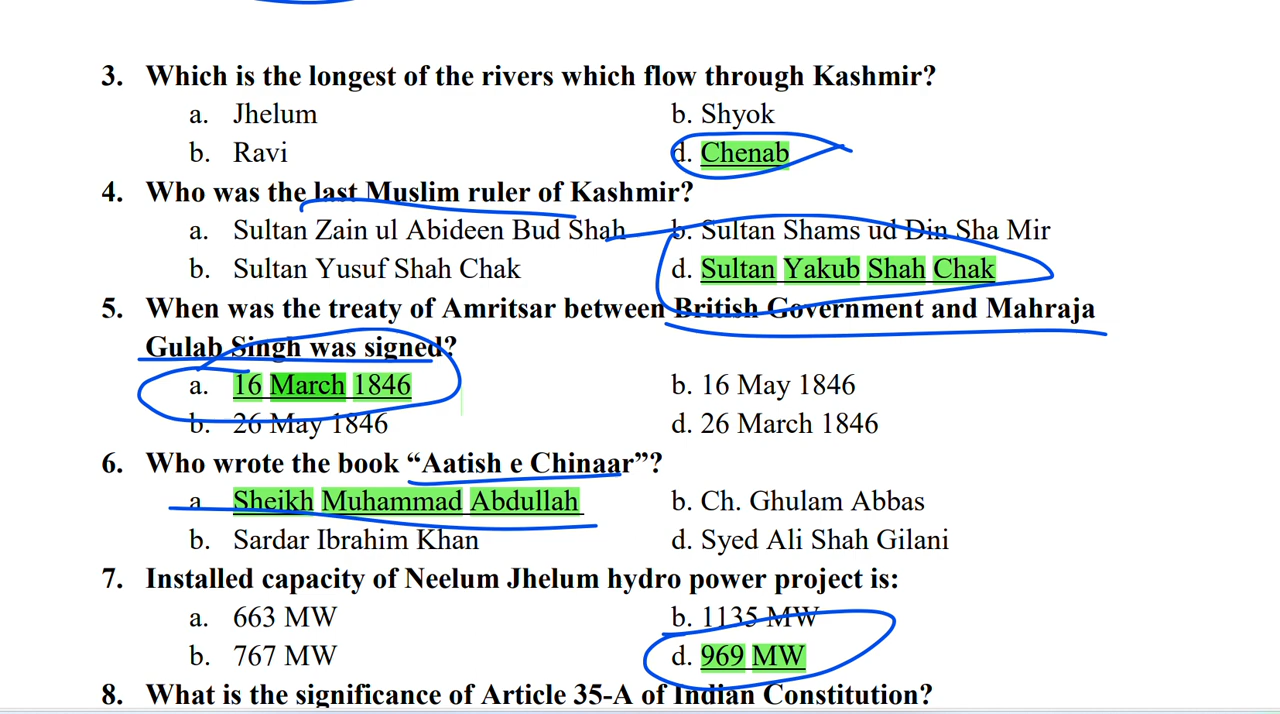 3. Which is the longest of the rivers which flow through Kashmir?
a. Jhelum b. Shyok
b. Ravi d. Chenab
4. Who was the last Muslim ruler of Kashmir?
a. Sultan Zain ul Abideen Bud Shah b. Sultan Shams ud Din Sha Mir
b. Sultan Yusuf Shah Chak d. Sultan Yakub Shah Chak
5. When was the treaty of Amritsar between British Government and Mahraja
Gulab Singh was signed?
a. 16 March 1846 b. 16 May 1846
b. 26 May 1846 d. 26 March 1846
6. Who wrote the book “Aatish e Chinaar”?
a Sheikh Muhammad Abdullah b. Ch. Ghulam Abbas
b. Sardar Ibrahim Khan d. Syed Ali Shah Gilani
7. Installed capacity of Neelum Jhelum hydro power project is:
a. 663 MW b. 1135 MW
b. 767 MW d. 969 MW
8. What is the significance of Article 35-A of Indian Constitution?